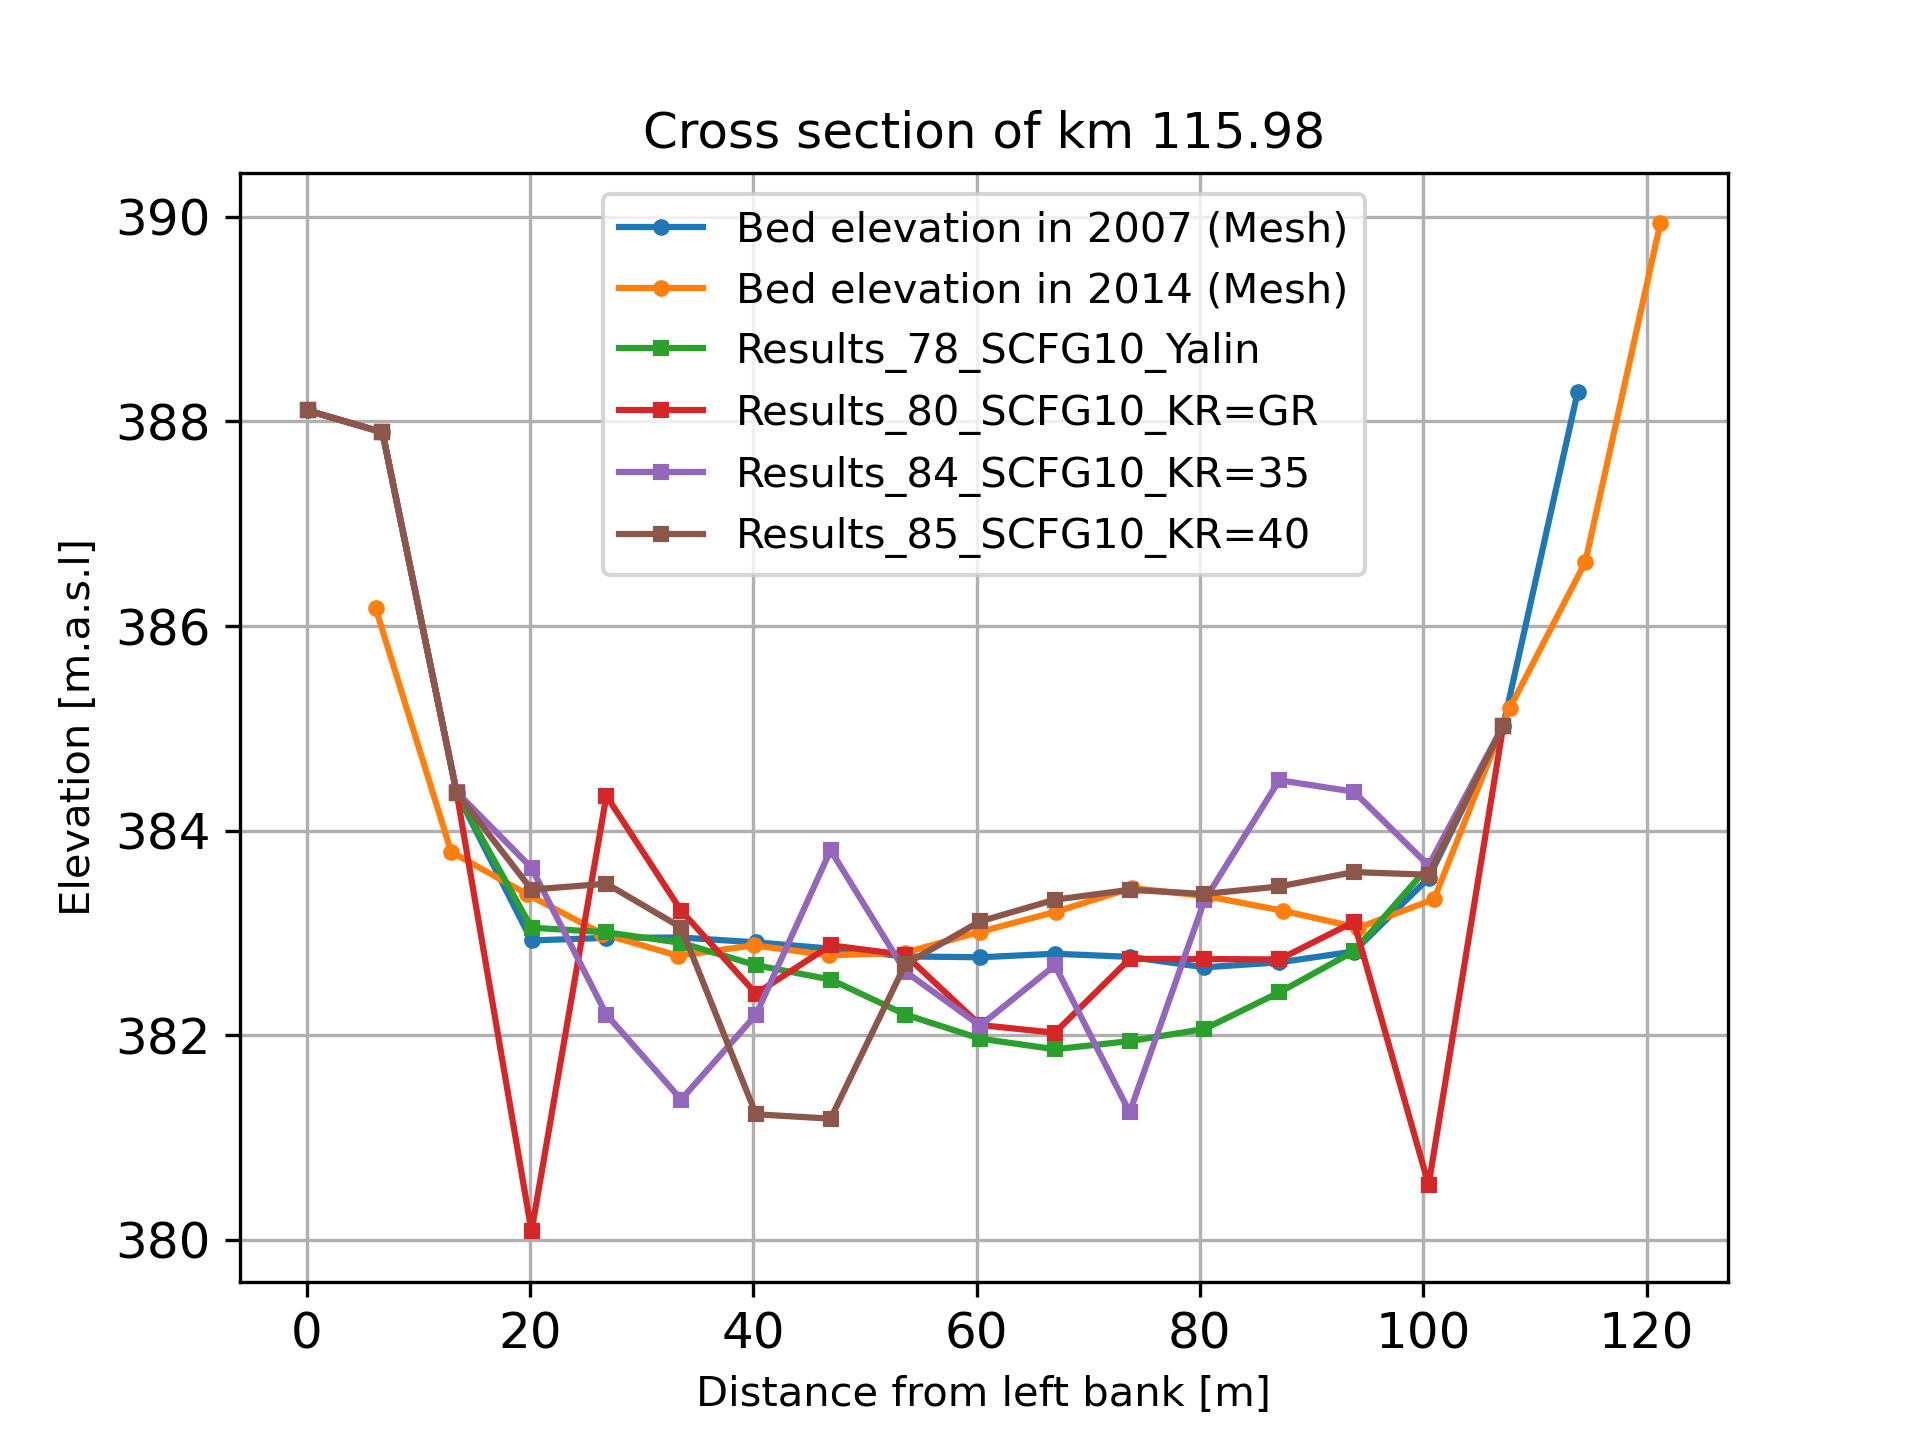 Cross section of km 115.98
Bed elevation in 2007 (Mesh)
Bed elevation in 2014 (Mesh)
Results_78_SCFG10_Yalin
Results_80_SCFG10_KR=GR
Results_84_SCFG10_KR=35
Results_85_SCFG10_KR=40
Elevation [m.a.s.l]
390
388
386
384
382
380
0 20 40 60 80 100 120
Distance from left bank [m]